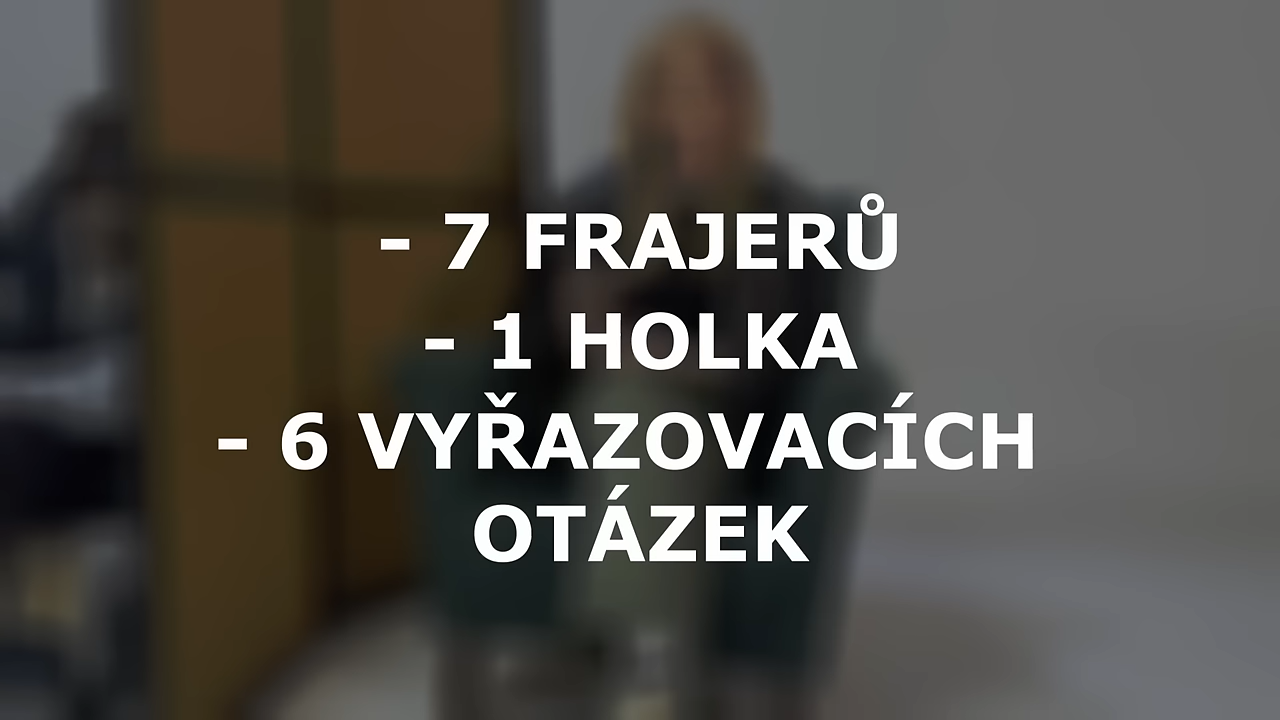 - 7 FRAJERŮ
- 1 HOLKA
- 6 VYŘAZOVACÍCH
OTÁZEK